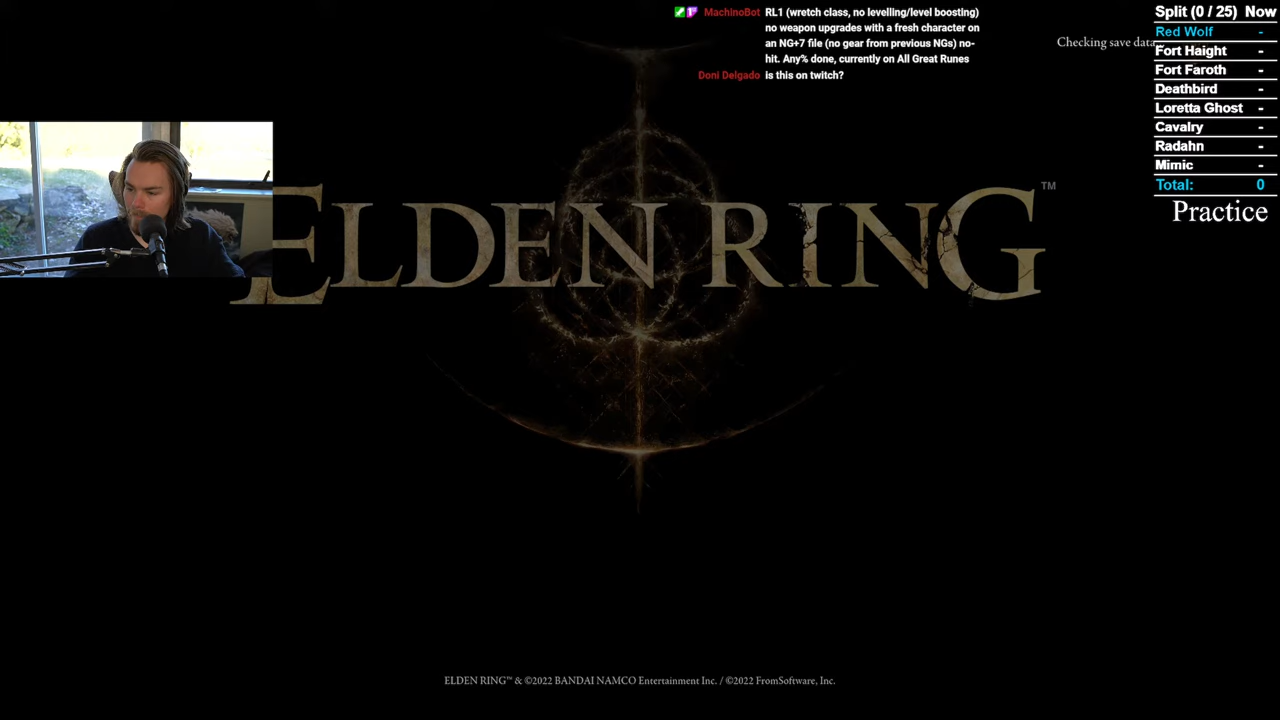 MachinoBot RL1 (wretch class, no levelling/level boosting)
no weapon upgrades with a fresh character on
an NG+7 file (no gear from previous NGs) no-
hit. Any% done, currently on All Great Runes
Doni Delgado is this on twitch?
Checking save data...
Split (0 / 25) Now
Red Wolf -
Fort Haight -
Fort Faroth -
Deathbird -
Loretta Ghost -
Cavalry -
Radahn -
Mimic -
Total: 0
Practice
ELDEN RING™
ELDEN RING™ & ©2022 BANDAI NAMCO Entertainment Inc. / ©2022 FromSoftware, Inc.